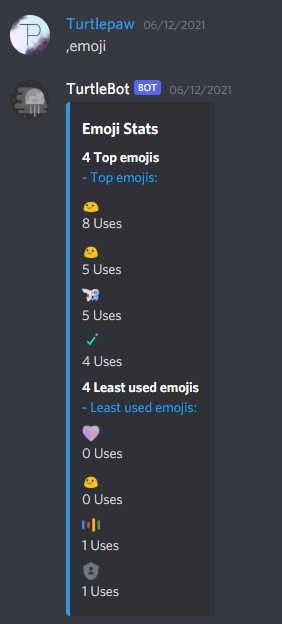 Turtlepaw 06/12/2021
,emoji
TurtleBot BOT 06/12/2021
Emoji Stats
4 Top emojis
- Top emojis:
8 Uses
5 Uses
5 Uses
4 Uses
4 Least used emojis
- Least used emojis:
0 Uses
0 Uses
1 Uses
1 Uses